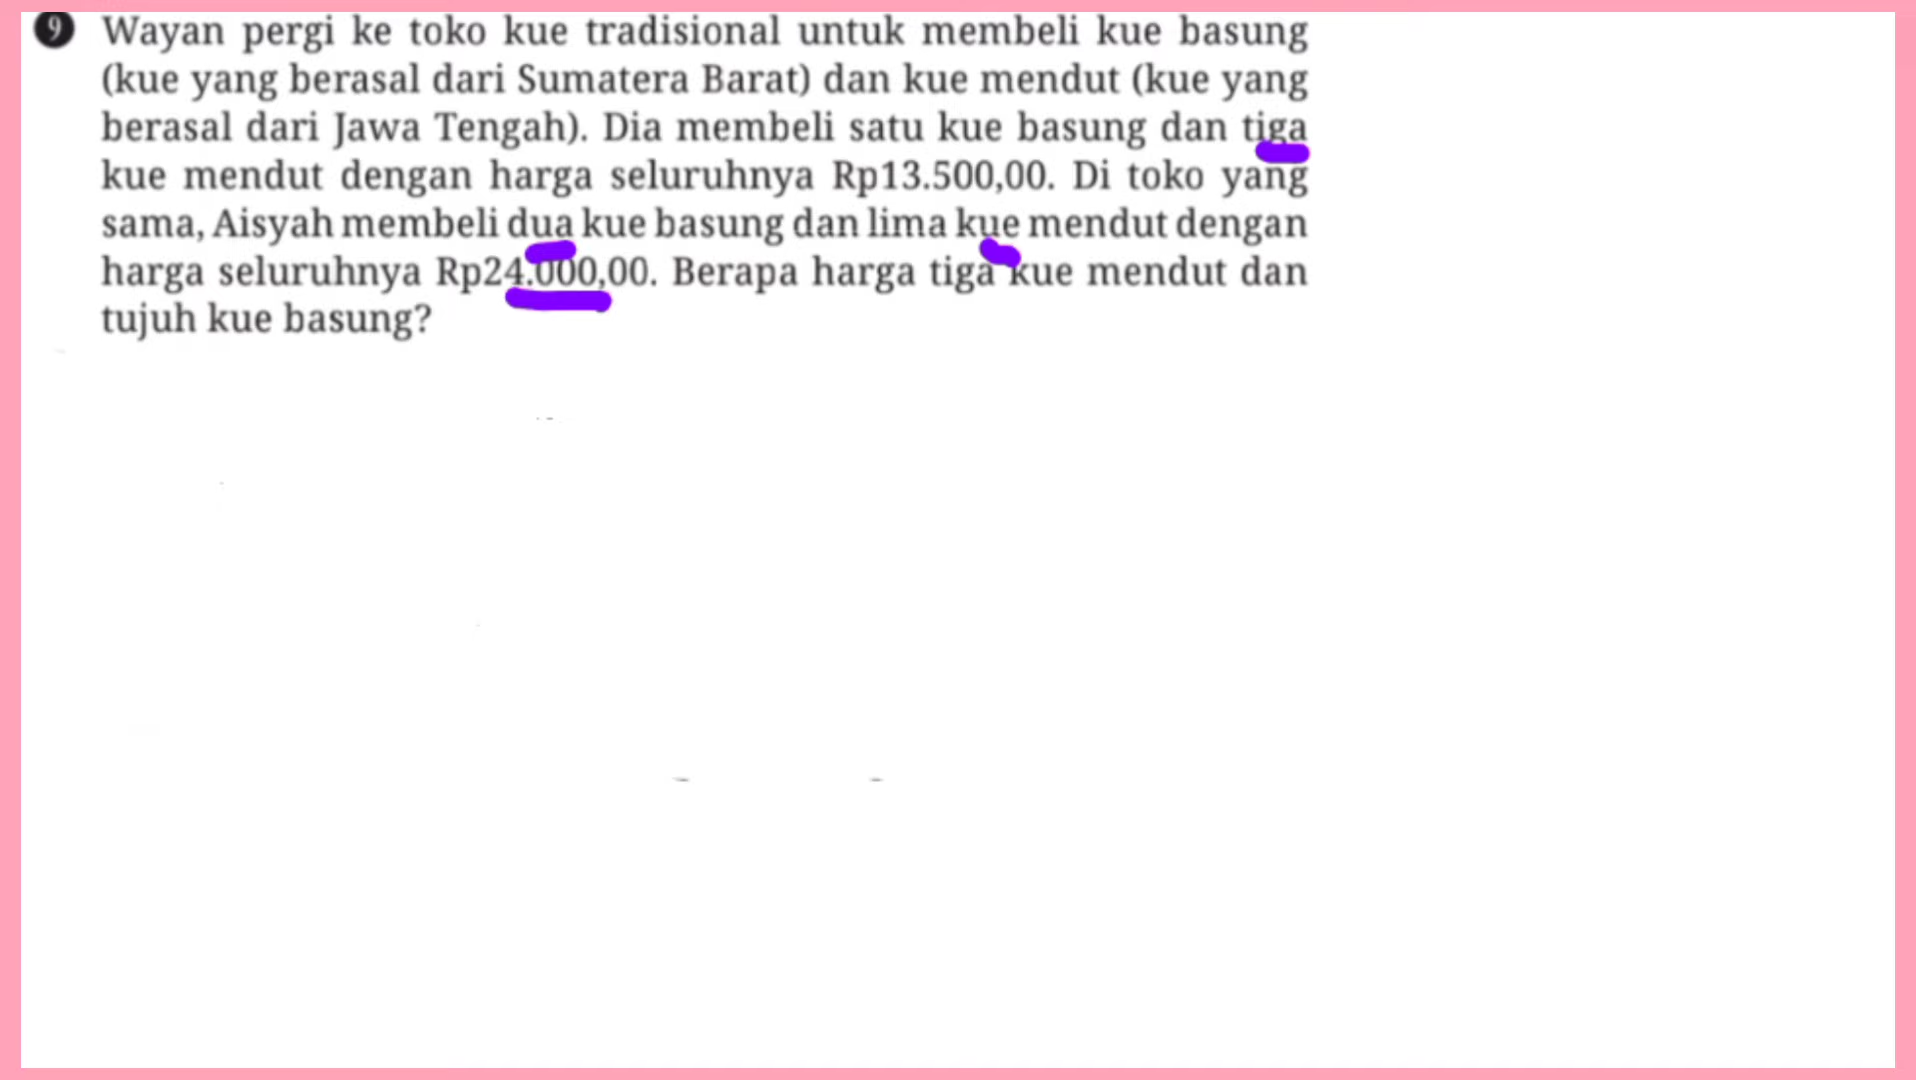 9 Wayan pergi ke toko kue tradisional untuk membeli kue basung
(kue yang berasal dari Sumatera Barat) dan kue mendut (kue yang
berasal dari Jawa Tengah). Dia membeli satu kue basung dan tiga
kue mendut dengan harga seluruhnya Rp13.500,00. Di toko yang
sama, Aisyah membeli dua kue basung dan lima kue mendut dengan
harga seluruhnya Rp24.000,00. Berapa harga tiga kue mendut dan
tujuh kue basung?